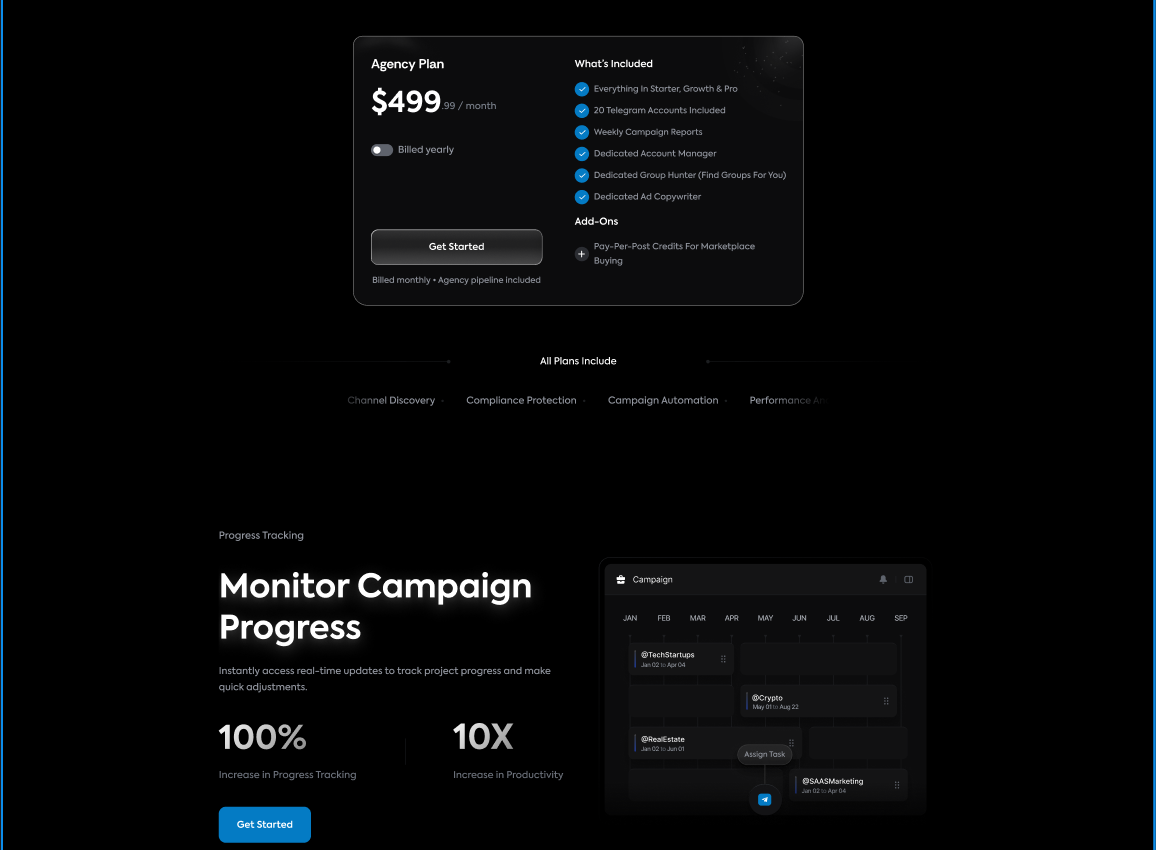 Agency Plan
$499.99 / month
Billed yearly
Get Started
Billed monthly • Agency pipeline included
What's Included
Everything In Starter, Growth & Pro
20 Telegram Accounts Included
Weekly Campaign Reports
Dedicated Account Manager
Dedicated Group Hunter (Find Groups For You)
Dedicated Ad Copywriter
Add-Ons
Pay-Per-Post Credits For Marketplace
Buying
All Plans Include
Channel Discovery · Compliance Protection · Campaign Automation · Performance
Progress Tracking
Monitor Campaign
Progress
Instantly access real-time updates to track project progress and make
quick adjustments.
100%
Increase in Progress Tracking
10X
Increase in Productivity
Get Started
Campaign
JAN FEB MAR APR MAY JUN JUL AUG SEP
@TechStartups
Jan 02 to Apr 04
@Crypto
May 01 to Aug 22
@RealEstate
Jan 02 to Jun 01
Assign Task
@SAASMarketing
Jan 02 to Apr 04